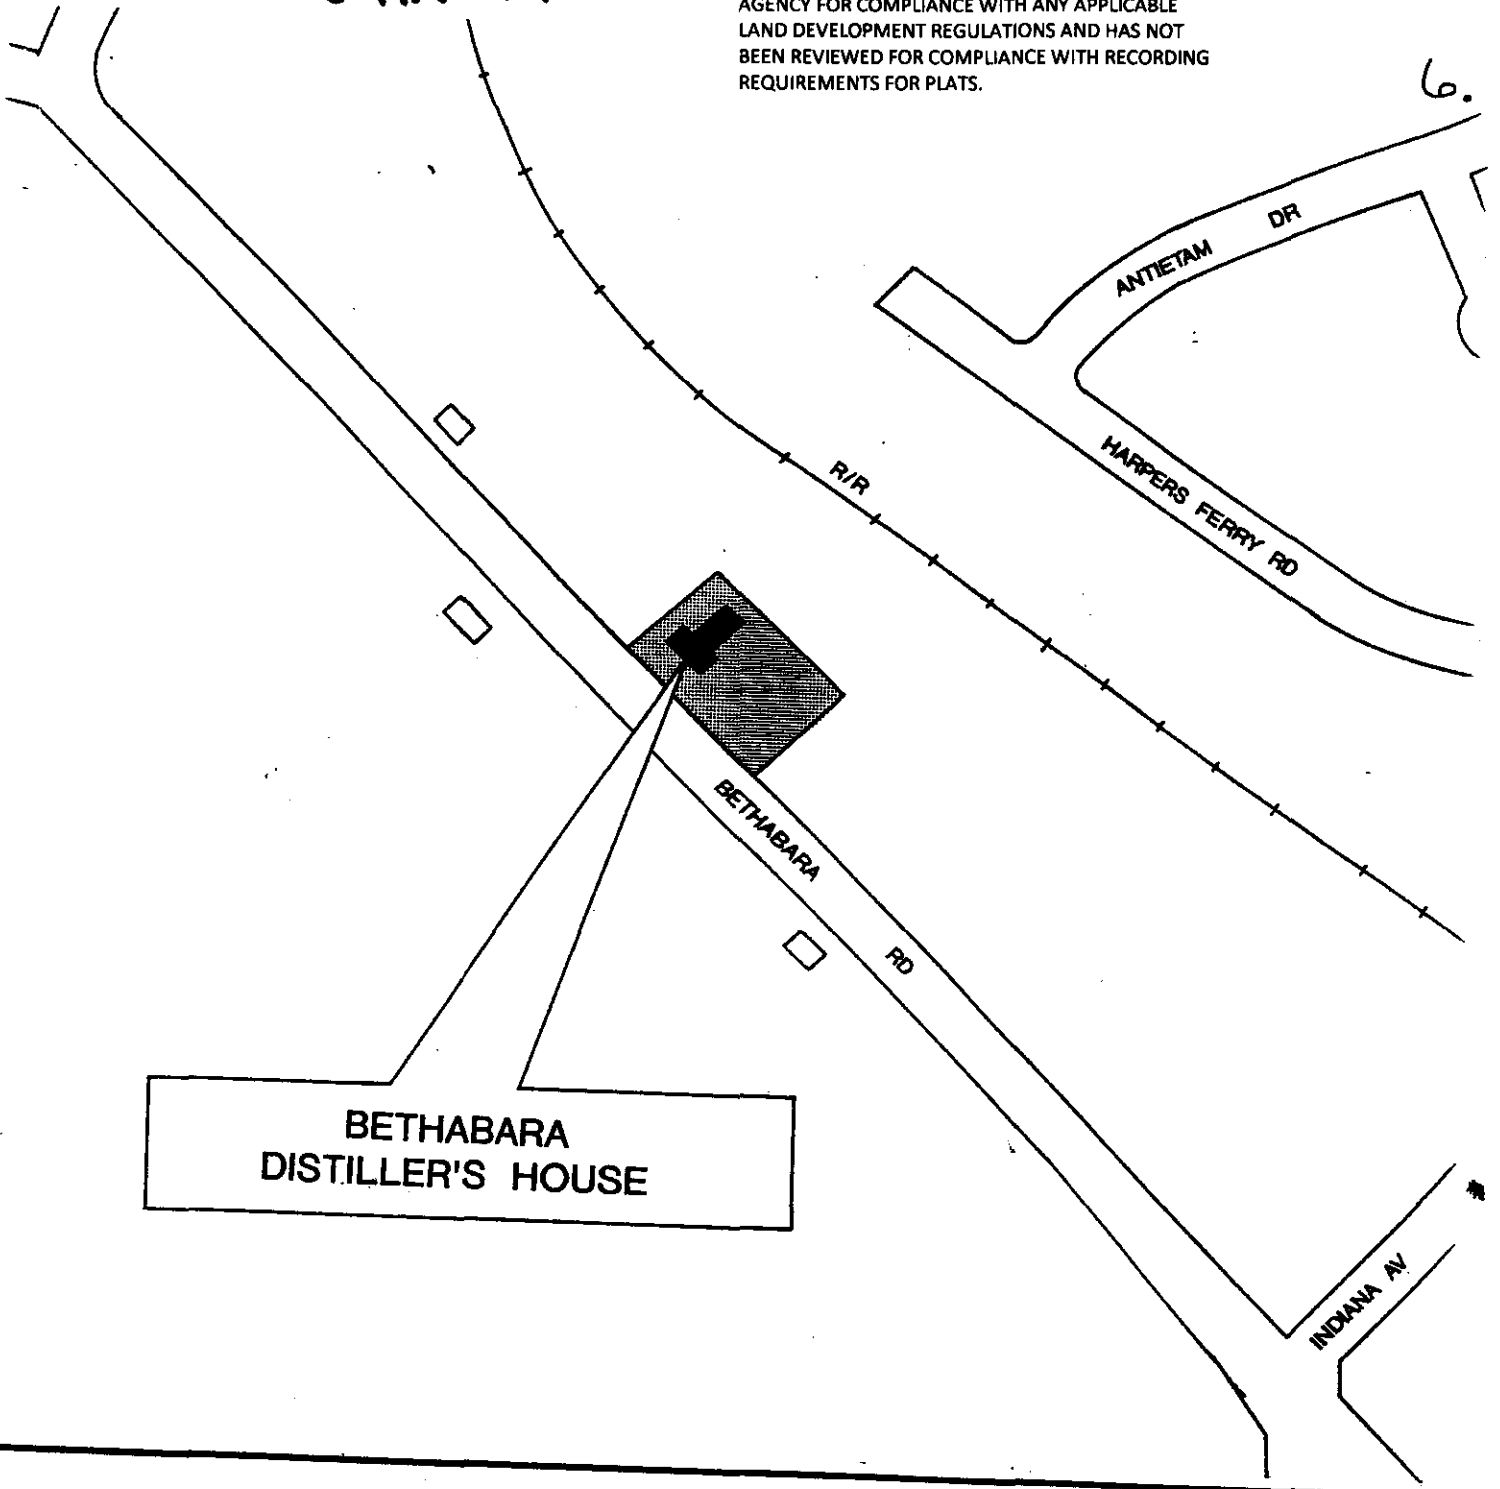 AGENCY FOR COMPLIANCE WITH ANY APPLICABLE
LAND DEVELOPMENT REGULATIONS AND HAS NOT
BEEN REVIEWED FOR COMPLIANCE WITH RECORDING
REQUIREMENTS FOR PLATS.
6.
ANTIETAM DR
HARPERS FERRY RD
R/R
BETHABARA RD
BETHABARA
DISTILLER'S HOUSE
INDIANA AV